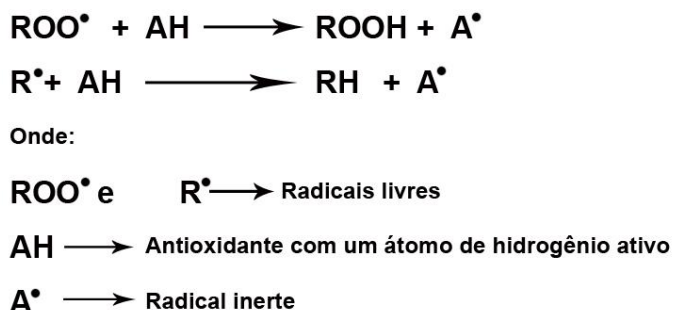 ROO• + AH ⟶ ROOH + A•
R•+ AH ⟶ RH + A•
Onde:
ROO• e R•⟶ Radicais livres
AH ⟶ Antioxidante com um átomo de hidrogênio ativo
A• ⟶ Radical inerte